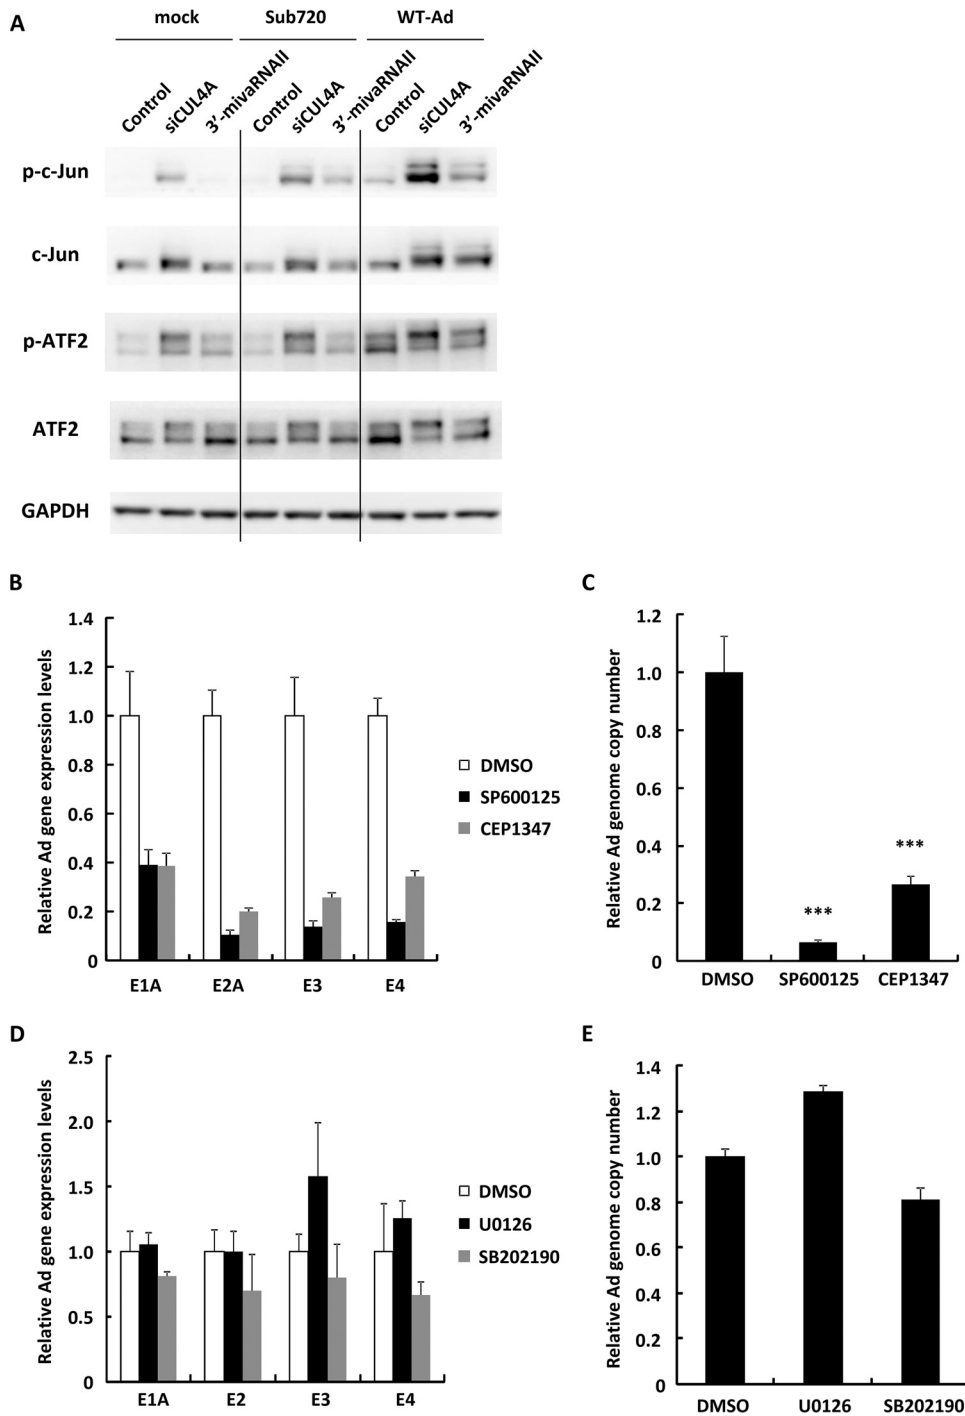 A
mock Sub720 WT-Ad
Control siCUL4A 3′-mivaRNAII Control siCUL4A 3′-mivaRNAII Control siCUL4A 3′-mivaRNAII
p-c-Jun
c-Jun
p-ATF2
ATF2
GAPDH
B
Relative Ad gene expression levels
1.4
1.2
1.0
0.8
0.6
0.4
0.2
0
E1A E2A E3 E4
DMSO
SP600125
CEP1347
C
Relative Ad genome copy number
1.2
1.0
0.8
0.6
0.4
0.2
0
***
***
DMSO SP600125 CEP1347
D
Relative Ad gene expression levels
2.5
2.0
1.5
1.0
0.5
0
E1A E2 E3 E4
DMSO
U0126
SB202190
E
Relative Ad genome copy number
1.4
1.2
1.0
0.8
0.6
0.4
0.2
0
DMSO U0126 SB202190